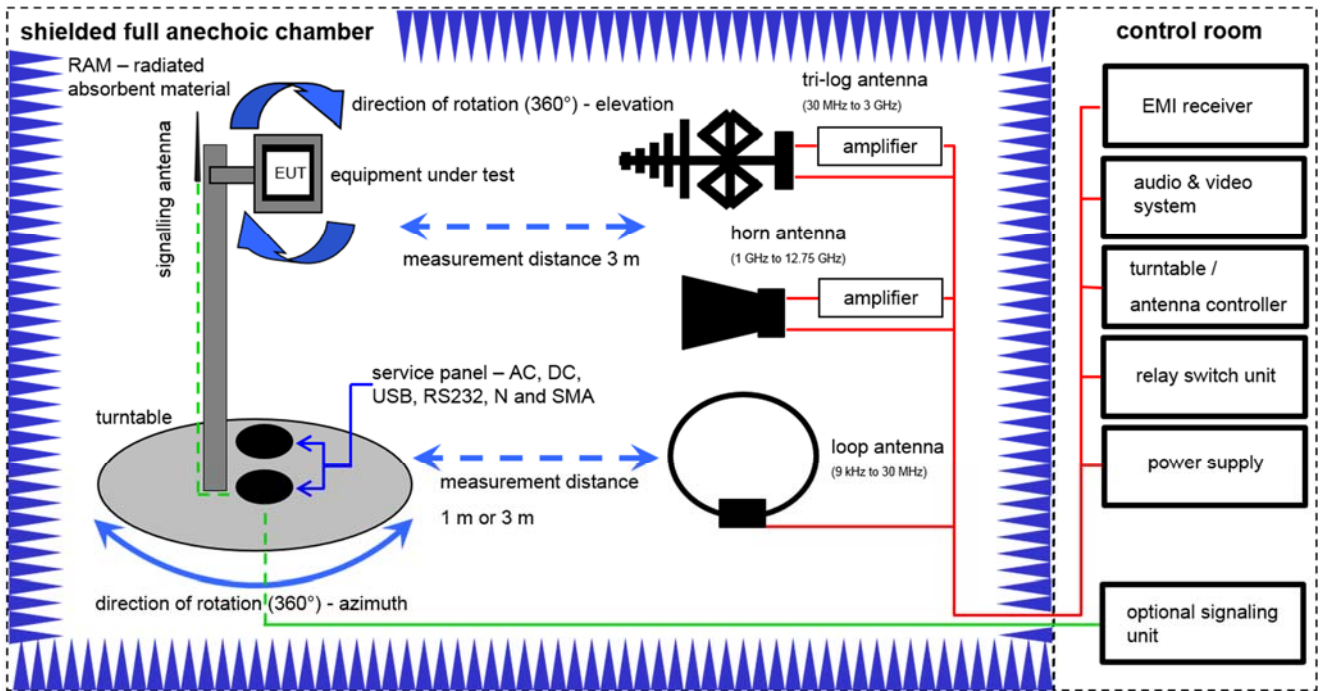 shielded full anechoic chamber
RAM – radiated
absorbent material
signalling antenna
direction of rotation (360°) - elevation
EUT
equipment under test
measurement distance 3 m
tri-log antenna
(30 MHz to 3 GHz)
amplifier
horn antenna
(1 GHz to 12.75 GHz)
amplifier
service panel – AC, DC,
USB, RS232, N and SMA
turntable
measurement distance
1 m or 3 m
loop antenna
(9 kHz to 30 MHz)
direction of rotation (360°) - azimuth
control room
EMI receiver
audio & video
system
turntable /
antenna controller
relay switch unit
power supply
optional signaling
unit